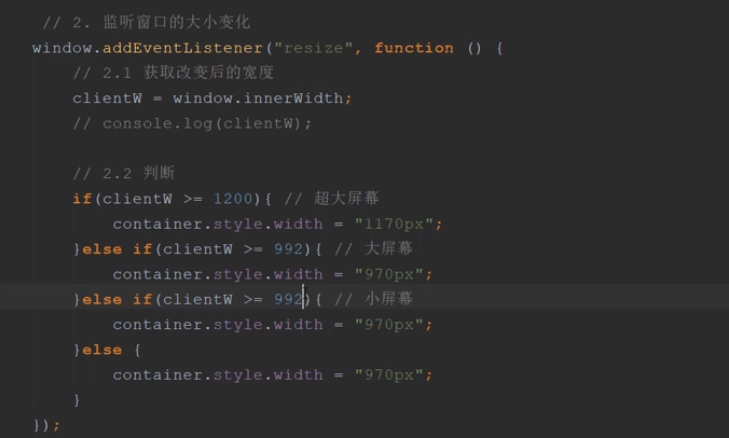 // 2. 监听窗口的大小变化
window.addEventListener("resize", function () {
// 2.1 获取改变后的宽度
clientW = window.innerWidth;
// console.log(clientW);
// 2.2 判断
if(clientW >= 1200){ // 超大屏幕
container.style.width = "1170px";
}else if(clientW >= 992){ // 大屏幕
container.style.width = "970px";
}else if(clientW >= 992){ // 小屏幕
container.style.width = "970px";
}else {
container.style.width = "970px";
}
});